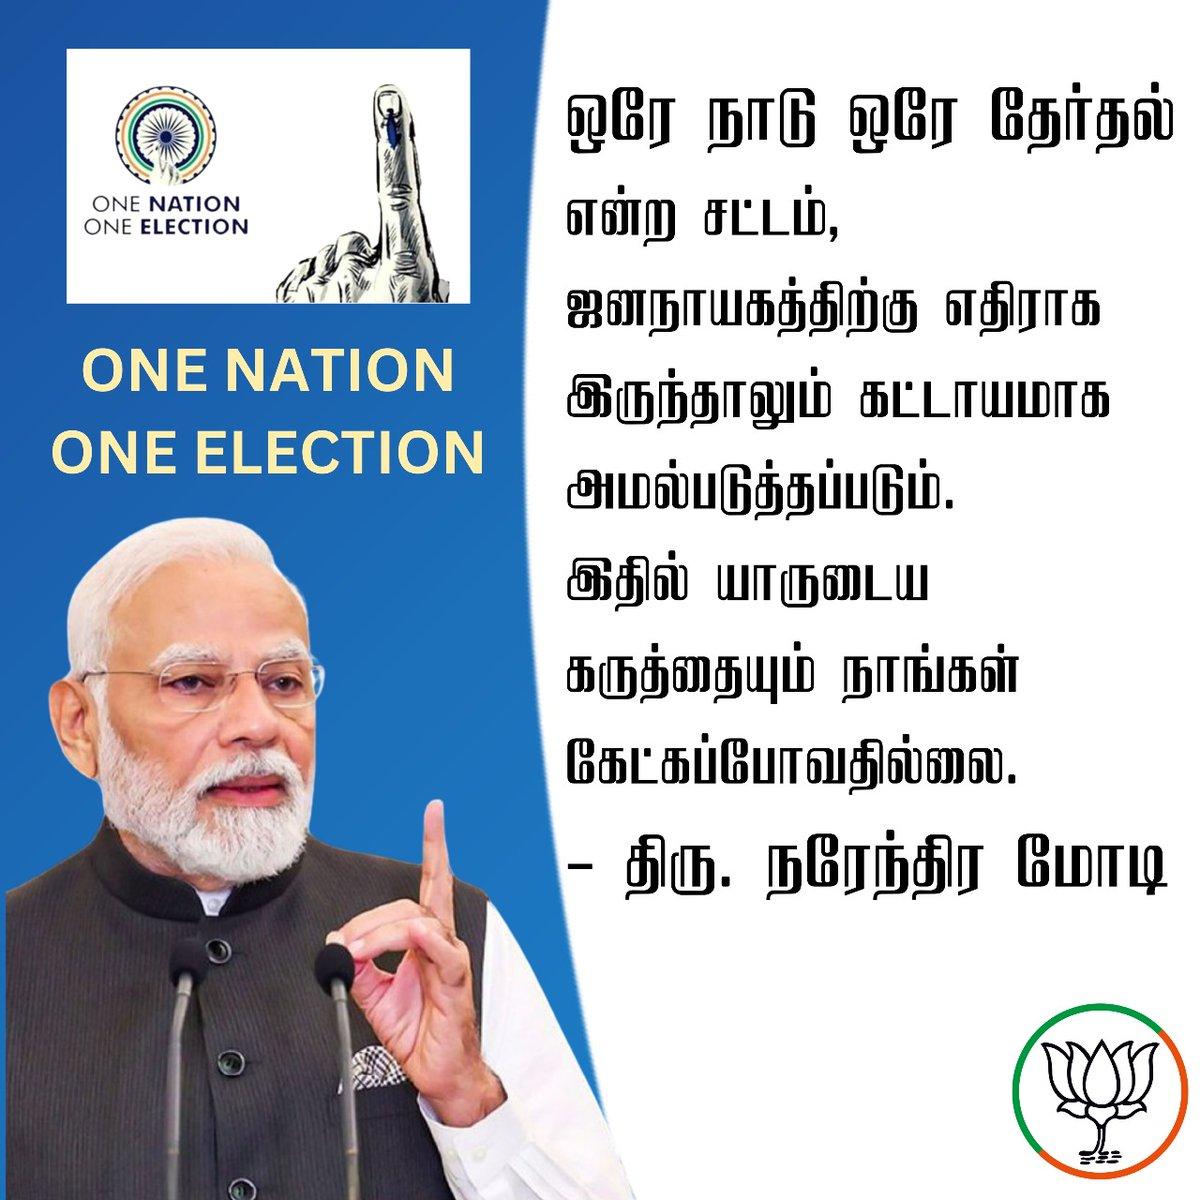 ONE NATION
ONE ELECTION
ONE NATION
ONE ELECTION
ஒரே நாடு ஒரே தேர்தல்
என்ற சட்டம்,
ஜனநாயகத்திற்கு எதிராக
இருந்தாலும் கட்டாயமாக
அமல்படுத்தப்படும்.
இதில் யாருடைய
கருத்தையும் நாங்கள்
கேட்கப்போவதில்லை.
- திரு. நரேந்திர மோடி